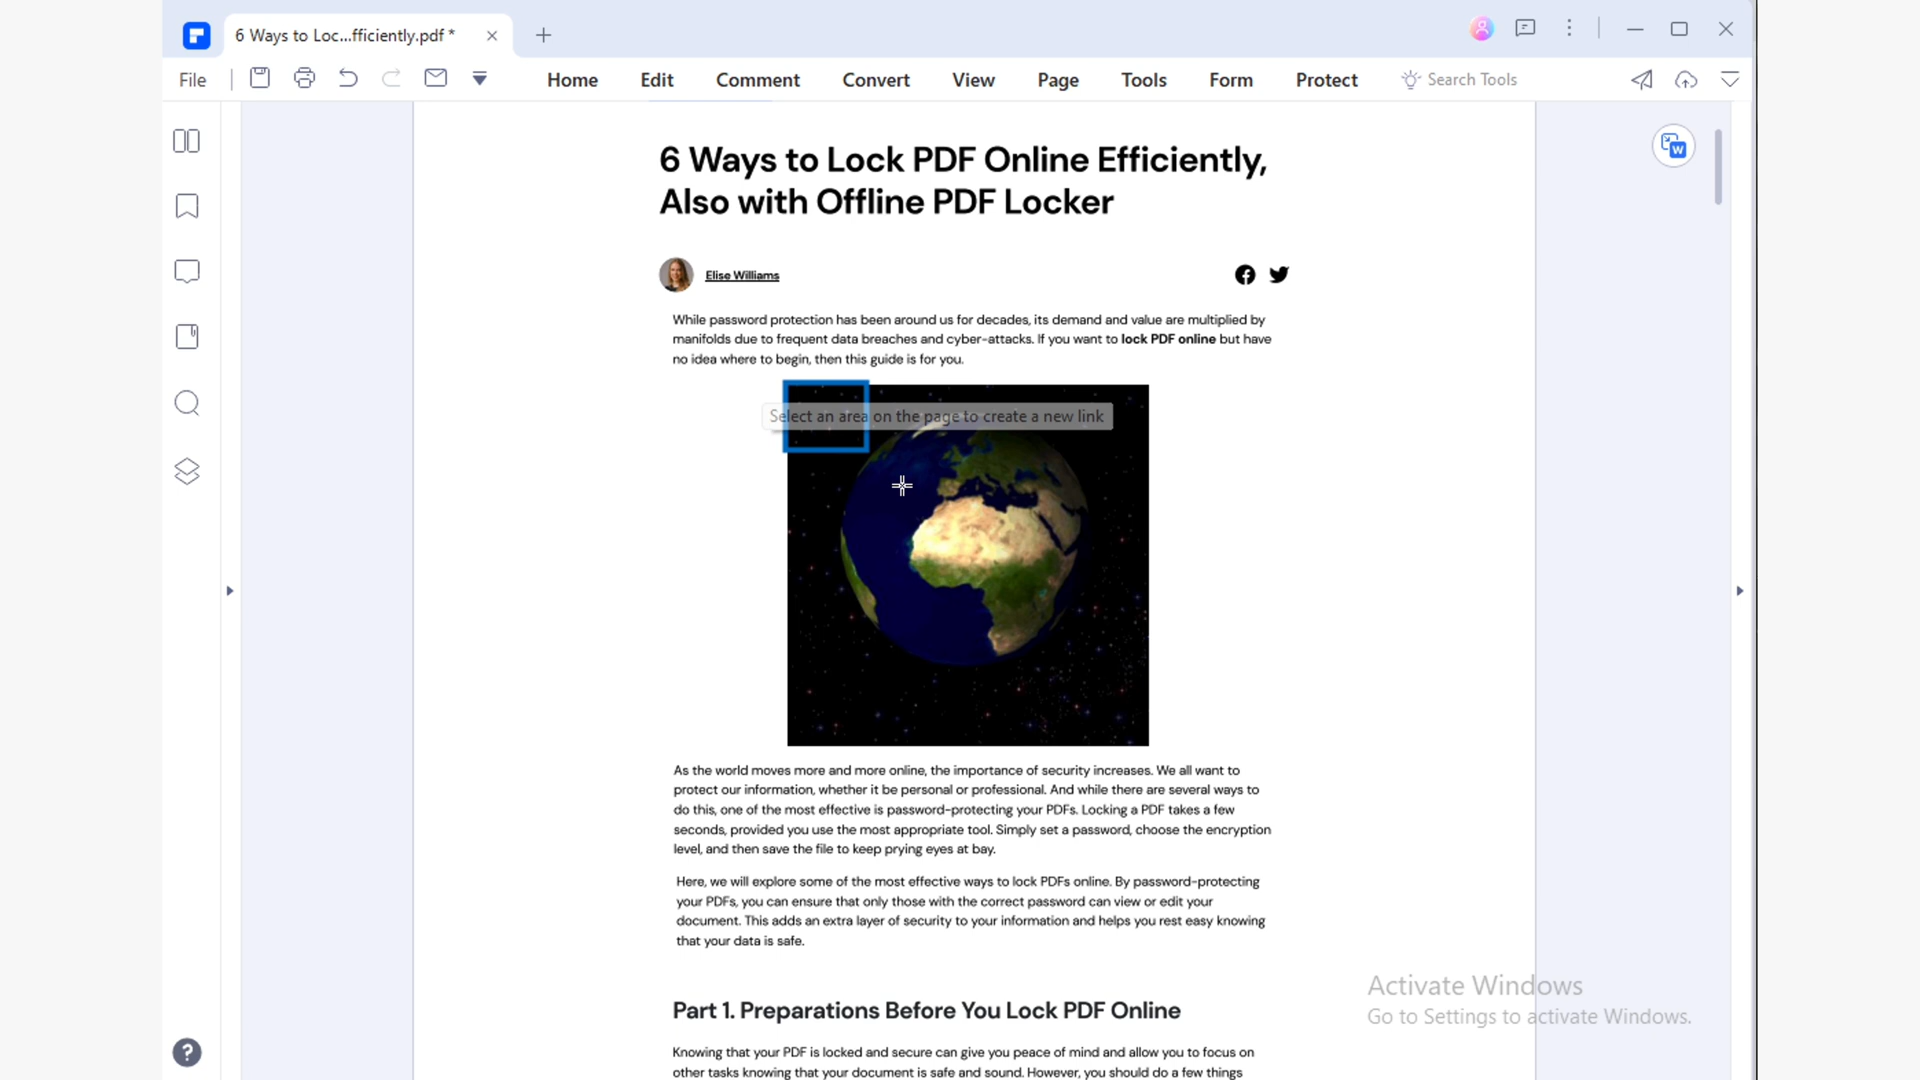 6 Ways to Loc...fficiently.pdf *
File
Home
Edit
Comment
Convert
View
Page
Tools
Form
Protect
Search Tools
W
6 Ways to Lock PDF Online Efficiently,
Also with Offline PDF Locker
Elise Williams
While password protection has been around us for decades, its demand and value are multiplied by
manifolds due to frequent data breaches and cyber-attacks. If you want to lock PDF online but have
no idea where to begin, then this guide is for you.
Select an area on the page to create a new link
As the world moves more and more online, the importance of security increases. We all want to
protect our information, whether it be personal or professional. And while there are several ways to
do this, one of the most effective is password-protecting your PDFs. Locking a PDF takes a few
seconds, provided you use the most appropriate tool. Simply set a password, choose the encryption
level, and then save the file to keep prying eyes at bay.
Here, we will explore some of the most effective ways to lock PDFs online. By password-protecting
your PDFs, you can ensure that only those with the correct password can view or edit your
document. This adds an extra layer of security to your information and helps you rest easy knowing
that your data is safe.
Part 1. Preparations Before You Lock PDF Online
Knowing that your PDF is locked and secure can give you peace of mind and allow you to focus on
other tasks knowing that your document is safe and sound. However, you should do a few things
Activate Windows
Go to Settings to activate Windows.
?